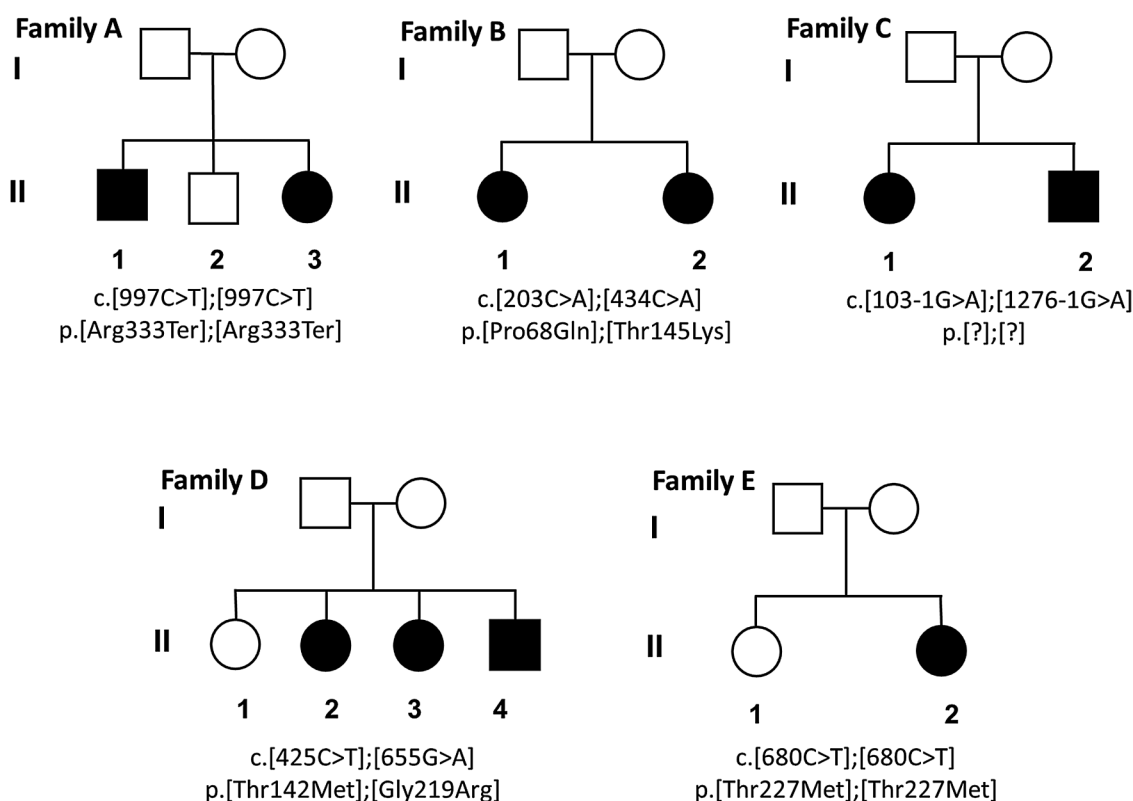 Family A
I
II
1 2 3
c.[997C>T];[997C>T]
p.[Arg333Ter];[Arg333Ter]
Family B
I
II
1 2
c.[203C>A];[434C>A]
p.[Pro68Gln];[Thr145Lys]
Family C
I
II
1 2
c.[103-1G>A];[1276-1G>A]
p.[?];[?]
Family D
I
II
1 2 3 4
c.[425C>T];[655G>A]
p.[Thr142Met];[Gly219Arg]
Family E
I
II
1 2
c.[680C>T];[680C>T]
p.[Thr227Met];[Thr227Met]